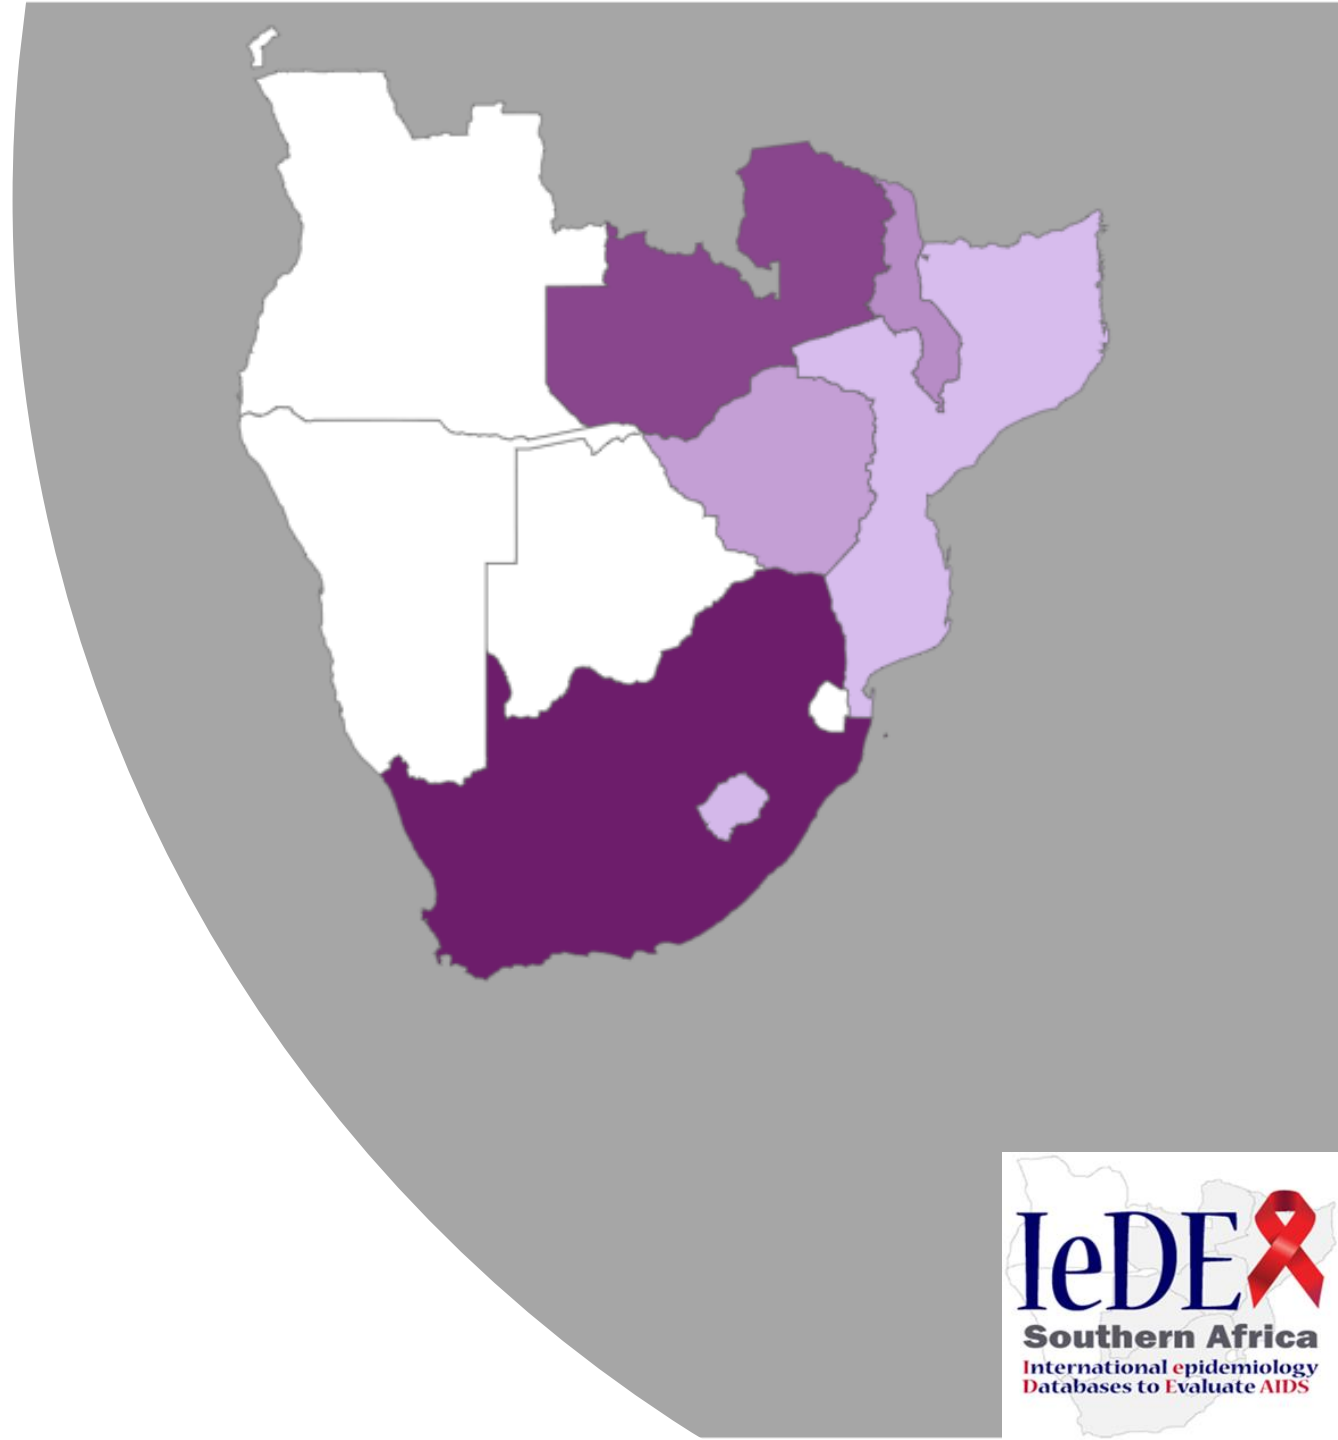 IeDEA
Southern Africa
International epidemiology
Databases to Evaluate AIDS